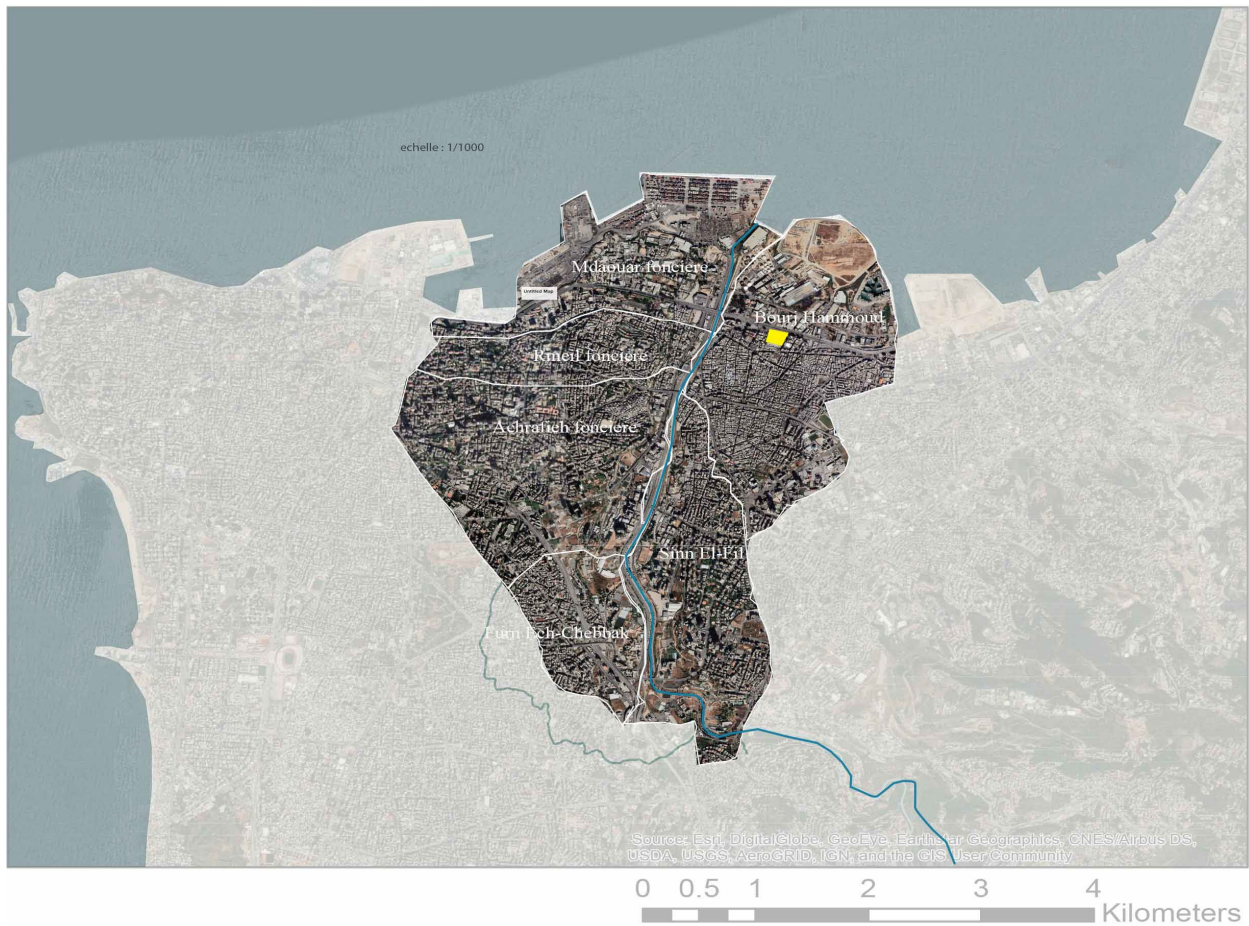 echelle : 1/1000
Mdaouar fonciere
Untitled Map
Bourj Hammoud
Rmeil fonciere
Achrafieh fonciere
Sinn El-Fil
Furn Ech-Chebbak
Source: Esri, DigitalGlobe, GeoEye, Earthstar Geographics, CNES/Airbus DS,
USDA, USGS, AeroGRID, IGN, and the GIS User Community
0 0.5 1 2 3 4
Kilometers